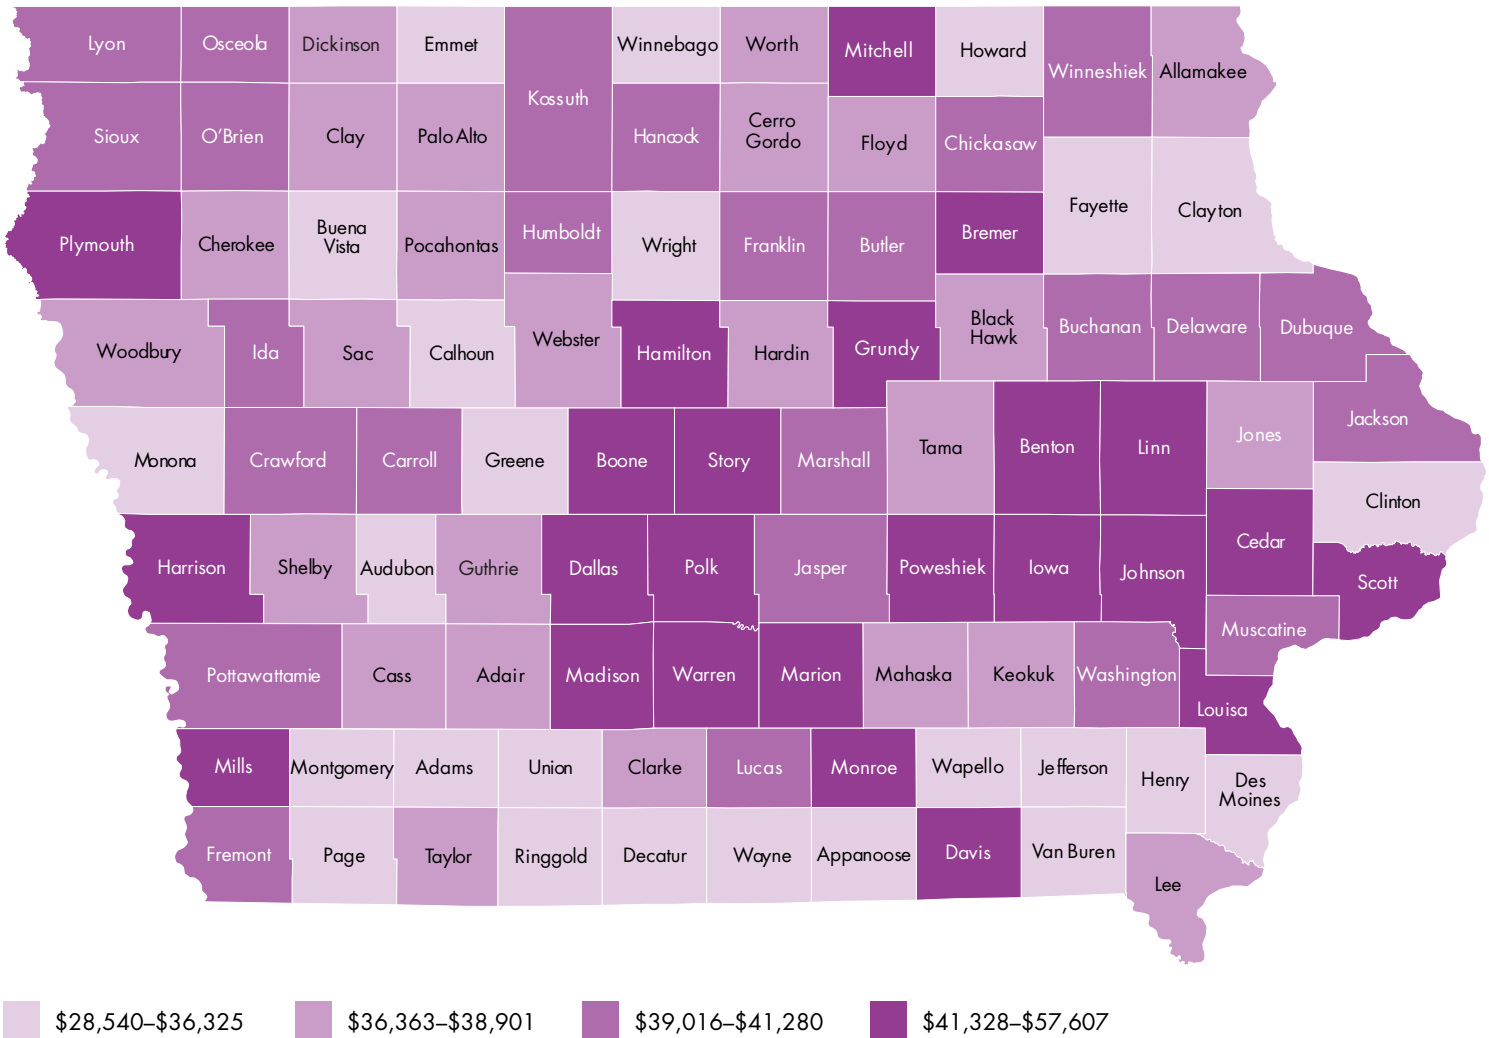 Lyon
Osceola
Dickinson
Emmet
Kossuth
Winnebago
Worth
Mitchell
Howard
Winneshiek
Allamakee
Sioux
O'Brien
Clay
Palo Alto
Hancock
Cerro
Gordo
Floyd
Chickasaw
Fayette
Clayton
Plymouth
Cherokee
Buena
Vista
Pocahontas
Humboldt
Wright
Franklin
Butler
Bremer
Woodbury
Ida
Sac
Calhoun
Webster
Hamilton
Hardin
Grundy
Black
Hawk
Buchanan
Delaware
Dubuque
Monona
Crawford
Carroll
Greene
Boone
Story
Marshall
Tama
Benton
Linn
Jones
Jackson
Clinton
Harrison
Shelby
Audubon
Guthrie
Dallas
Polk
Jasper
Poweshiek
Iowa
Johnson
Cedar
Scott
Muscatine
Pottawattamie
Cass
Adair
Madison
Warren
Marion
Mahaska
Keokuk
Washington
Louisa
Mills
Montgomery
Adams
Union
Clarke
Lucas
Monroe
Wapello
Jefferson
Henry
Des
Moines
Fremont
Page
Taylor
Ringgold
Decatur
Wayne
Appanoose
Davis
Van Buren
Lee
$28,540–$36,325
$36,363–$38,901
$39,016–$41,280
$41,328–$57,607